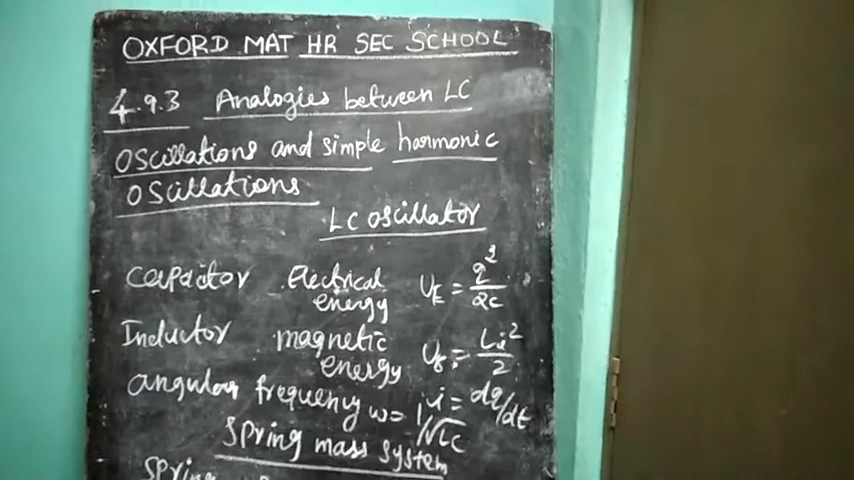 OXFORD MAT HR SEC SCHOOL
4.9.3 Analogies between LC
Oscillations and simple harmonic
Oscillations
LC oscillator
capacitor Electrical energy U_E = q²/2C
Inductor magnetic energy U_B = Li²/2
i = dq/dt
angular frequency ω = 1/√LC
Spring mass system
Spring